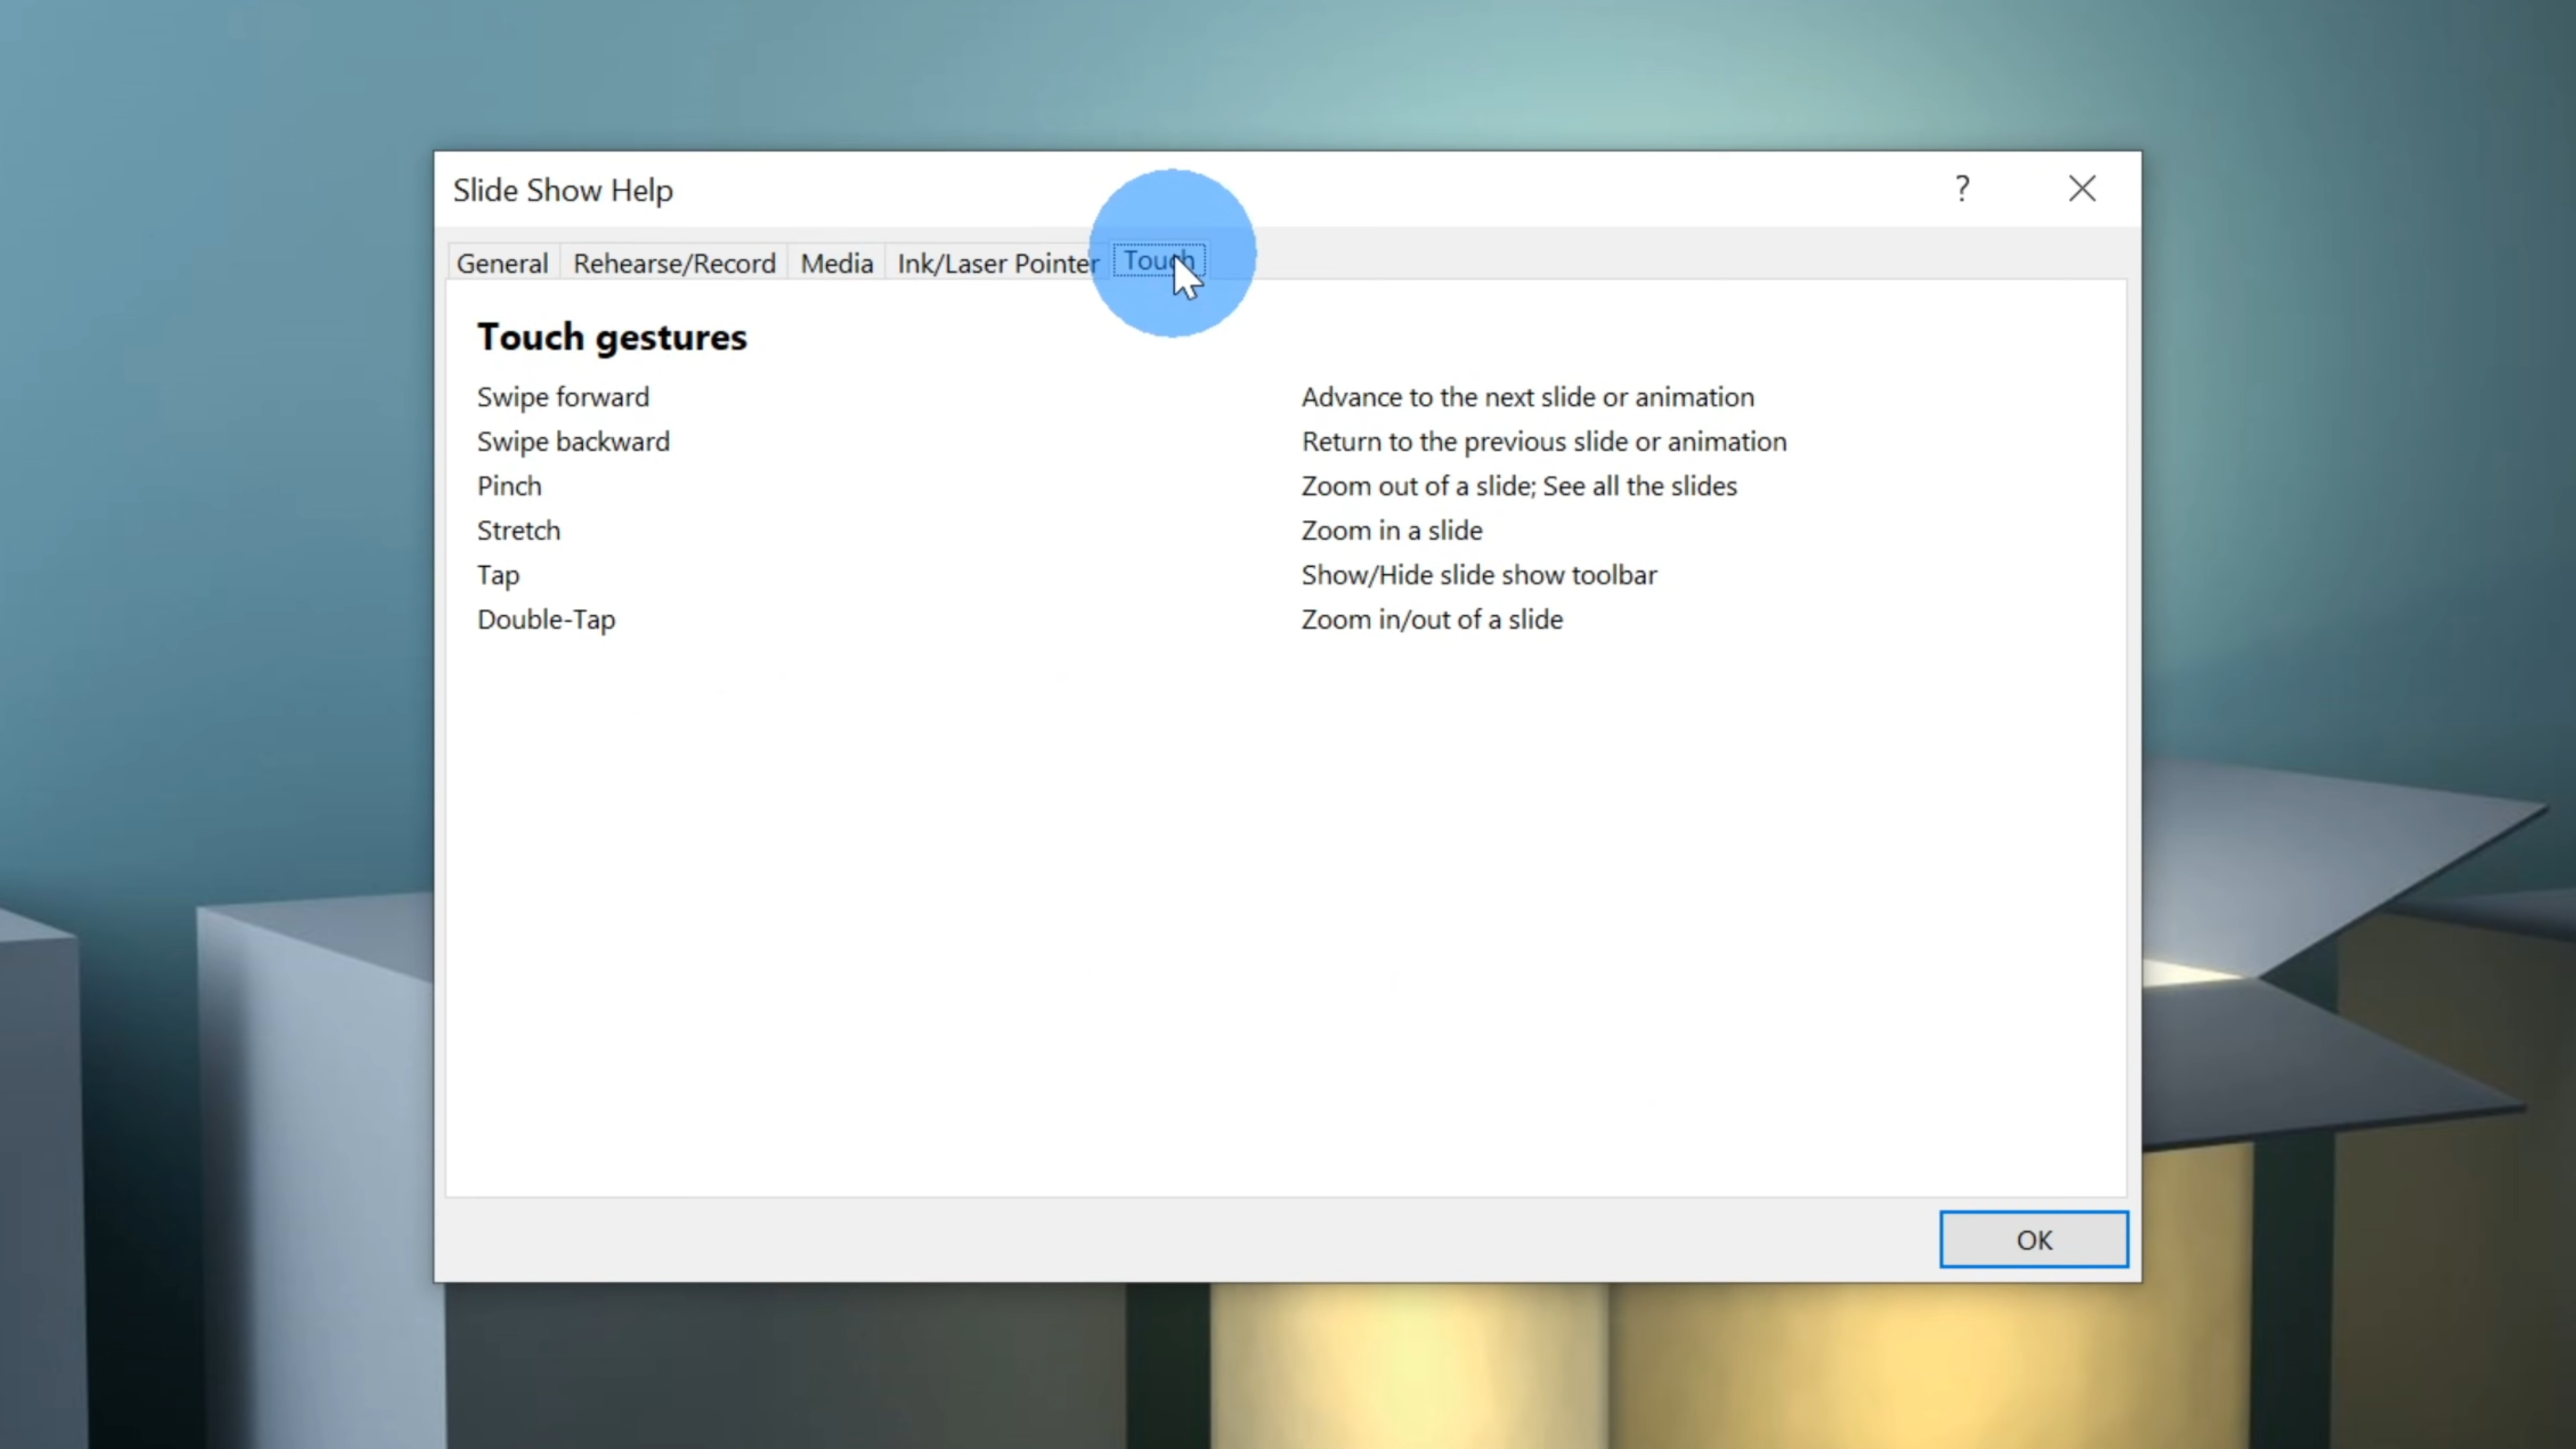 Slide Show Help
General Rehearse/Record Media Ink/Laser Pointer Touch
Touch gestures
Swipe forward Advance to the next slide or animation
Swipe backward Return to the previous slide or animation
Pinch Zoom out of a slide; See all the slides
Stretch Zoom in a slide
Tap Show/Hide slide show toolbar
Double-Tap Zoom in/out of a slide
OK